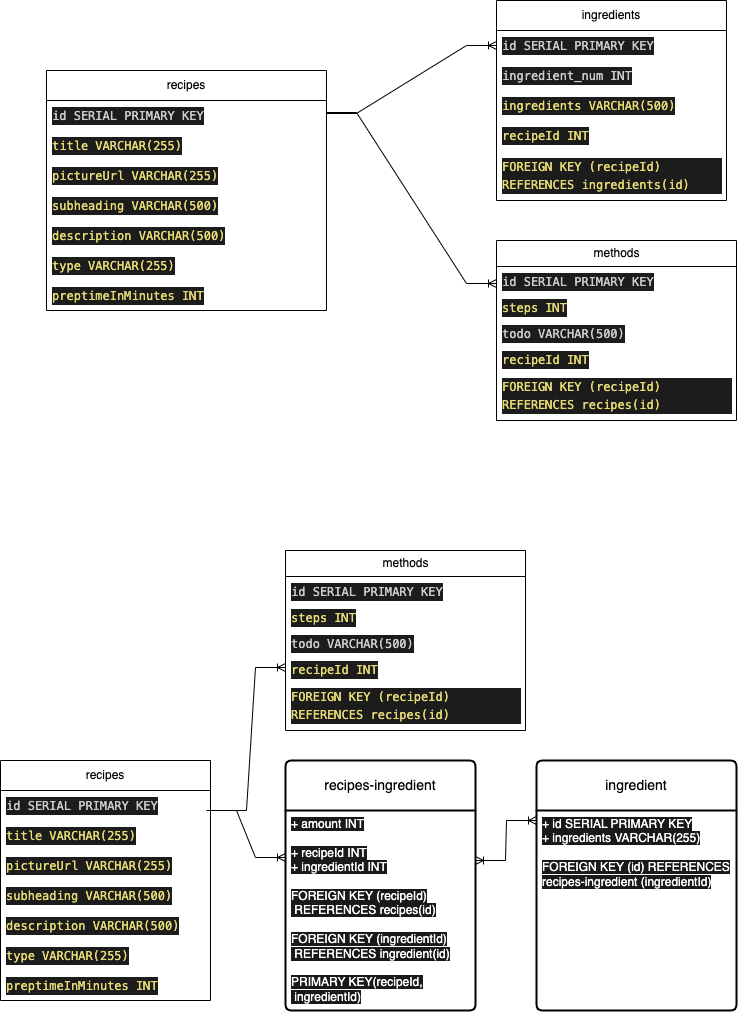 ingredients
id SERIAL PRIMARY KEY
ingredient_num INT
ingredients VARCHAR(500)
recipeId INT
FOREIGN KEY (recipeId)
REFERENCES ingredients(id)
recipes
id SERIAL PRIMARY KEY
title VARCHAR(255)
pictureUrl VARCHAR(255)
subheading VARCHAR(500)
description VARCHAR(500)
type VARCHAR(255)
preptimeInMinutes INT
methods
id SERIAL PRIMARY KEY
steps INT
todo VARCHAR(500)
recipeId INT
FOREIGN KEY (recipeId)
REFERENCES recipes(id)
methods
id SERIAL PRIMARY KEY
steps INT
todo VARCHAR(500)
recipeId INT
FOREIGN KEY (recipeId)
REFERENCES recipes(id)
recipes
id SERIAL PRIMARY KEY
title VARCHAR(255)
pictureUrl VARCHAR(255)
subheading VARCHAR(500)
description VARCHAR(500)
type VARCHAR(255)
preptimeInMinutes INT
recipes-ingredient
+ amount INT
+ recipeId INT
+ ingredientId INT
FOREIGN KEY (recipeId)
REFERENCES recipes(id)
FOREIGN KEY (ingredientId)
REFERENCES ingredient(id)
PRIMARY KEY(recipeId,
ingredientId)
ingredient
+ id SERIAL PRIMARY KEY
+ ingredients VARCHAR(255)
FOREIGN KEY (id) REFERENCES
recipes-ingredient (ingredientId)